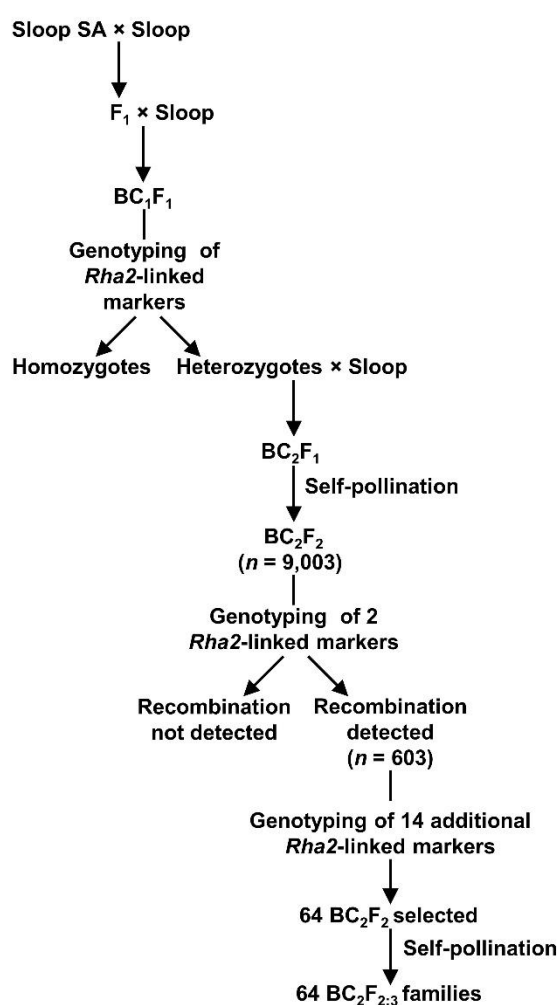 Sloop SA × Sloop
F₁ × Sloop
BC₁F₁
Genotyping of
Rha2-linked
markers
Homozygotes
Heterozygotes × Sloop
BC₂F₁
Self-pollination
BC₂F₂
(n = 9,003)
Genotyping of 2
Rha2-linked markers
Recombination
not detected
Recombination
detected
(n = 603)
Genotyping of 14 additional
Rha2-linked markers
64 BC₂F₂ selected
Self-pollination
64 BC₂F₂:₃ families